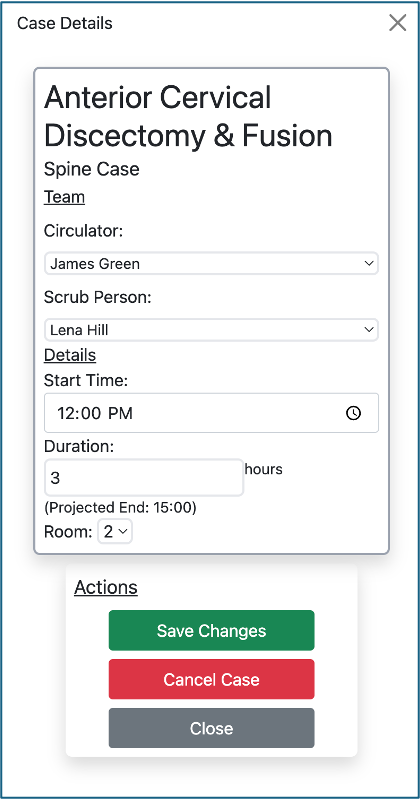 Case Details
Anterior Cervical
Discectomy & Fusion
Spine Case
Team
Circulator:
James Green
Scrub Person:
Lena Hill
Details
Start Time:
12:00 PM
Duration:
3 hours
(Projected End: 15:00)
Room: 2
Actions
Save Changes
Cancel Case
Close